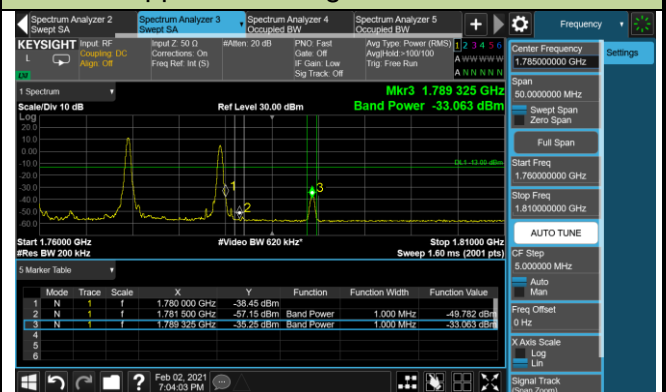 Spectrum Analyzer 2
Swept SA
Spectrum Analyzer 3
Swept SA
Spectrum Analyzer 4
Occupied BW
Spectrum Analyzer 5
Occupied BW
Frequency
KEYSIGHT
L
Input: RF
Coupling: DC
Align: Off
Input Z: 50 Ω
Corrections: On
Freq Ref: Int (S)
#Atten: 20 dB
PNO: Fast
Gate: Off
IF Gain: Low
Sig Track: Off
Avg Type: Power (RMS)
Avg|Hold:>100/100
Trig: Free Run
1 2 3 4 5 6
A W W W W W
A N N N N N
1 Spectrum
Scale/Div 10 dB
Ref Level 30.00 dBm
Mkr3 1.789 325 GHz
Band Power -33.063 dBm
Log
20.0
10.0
0.00
-10.0
-20.0
-30.0
-40.0
-50.0
-60.0
DL1 -13.00 dBm
1
2
3
Start 1.76000 GHz
#Res BW 200 kHz
#Video BW 620 kHz*
Stop 1.81000 GHz
Sweep 1.60 ms (2001 pts)
5 Marker Table
Mode Trace Scale X Y Function Function Width Function Value
1 N 1 f 1.780 000 GHz -38.45 dBm
2 N 1 f 1.781 500 GHz -57.15 dBm Band Power 1.000 MHz -49.782 dBm
3 N 1 f 1.789 325 GHz -35.25 dBm Band Power 1.000 MHz -33.063 dBm
4
5
6
Feb 02, 2021
7:04:03 PM
Center Frequency
1.785000000 GHz
Settings
Span
50.0000000 MHz
Swept Span
Zero Span
Full Span
Start Freq
1.760000000 GHz
Stop Freq
1.810000000 GHz
AUTO TUNE
CF Step
5.000000 MHz
Auto
Man
Freq Offset
0 Hz
X Axis Scale
Log
Lin
Signal Track
(Span Zoom)